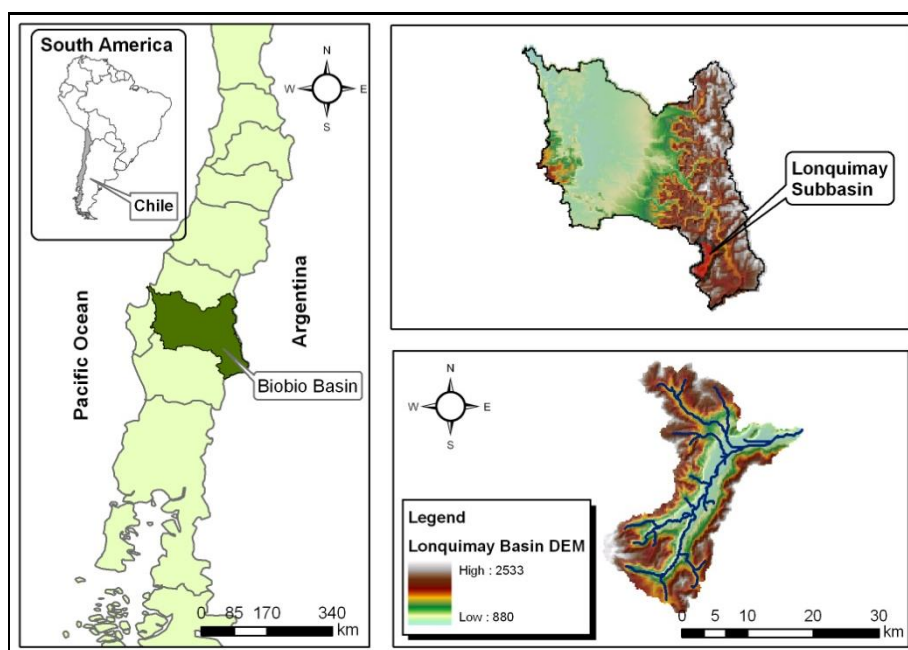 South America
Chile
N
W
E
S
Pacific Ocean
Argentina
Biobio Basin
0 85 170
340
km
Lonquimay
Subbasin
N
W
E
S
Legend
Lonquimay Basin DEM
High : 2533
Low : 880
0 5 10
20
30
km